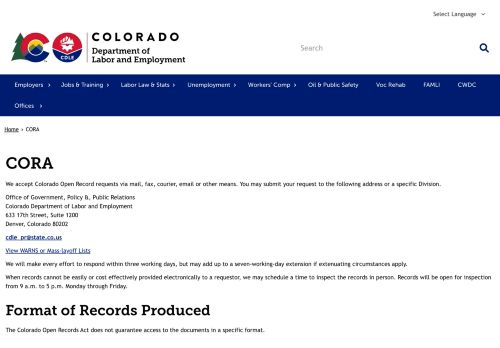 Select Language
COLORADO
Department of
Labor and Employment
CDLE
Search
Employers
Jobs & Training
Labor Law & Stats
Unemployment
Workers' Comp
Oil & Public Safety
Voc Rehab
FAMLI
CWDC
Offices
Home › CORA
CORA
We accept Colorado Open Record requests via mail, fax, courier, email or other means. You may submit your request to the following address or a specific Division.
Office of Government, Policy &, Public Relations
Colorado Department of Labor and Employment
633 17th Street, Suite 1200
Denver, Colorado 80202
cdle_pr@state.co.us
View WARNS or Mass-layoff Lists
We will make every effort to respond within three working days, but may add up to a seven-working-day extension if extenuating circumstances apply.
When records cannot be easily or cost effectively provided electronically to a requestor, we may schedule a time to inspect the records in person. Records will be open for inspection
from 9 a.m. to 5 p.m. Monday through Friday.
Format of Records Produced
The Colorado Open Records Act does not guarantee access to the documents in a specific format.